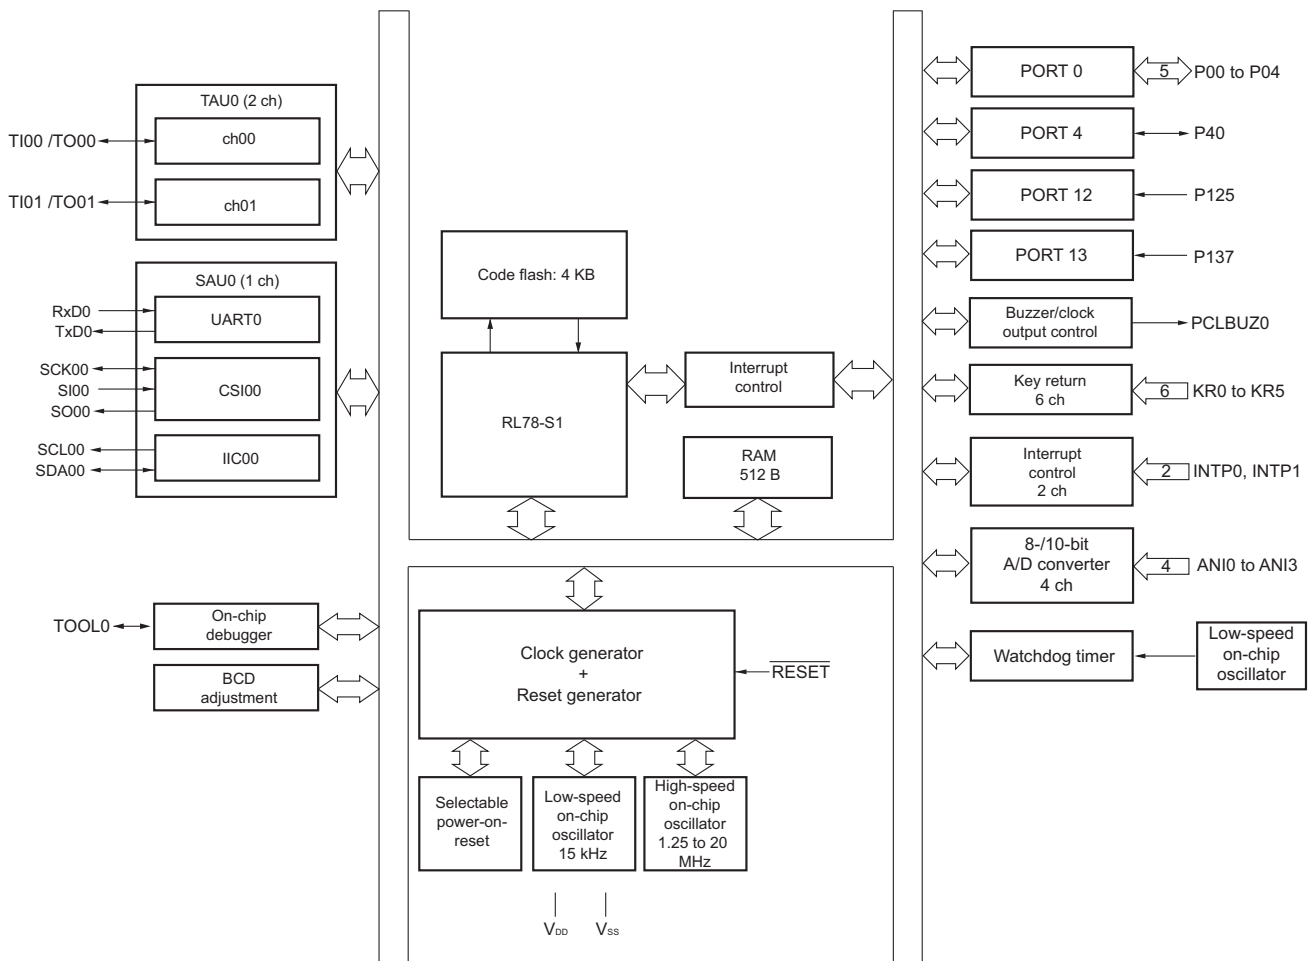 TAU0 (2 ch)
TI00 /TO00
ch00
TI01 /TO01
ch01
SAU0 (1 ch)
RxD0
TxD0
UART0
SCK00
SI00
SO00
CSI00
SCL00
SDA00
IIC00
TOOL0
On-chip
debugger
BCD
adjustment
Code flash: 4 KB
RL78-S1
Interrupt
control
RAM
512 B
Clock generator
+
Reset generator
RESET
Selectable
power-on-
reset
Low-speed
on-chip
oscillator
15 kHz
High-speed
on-chip
oscillator
1.25 to 20
MHz
VDD
VSS
PORT 0
5
P00 to P04
PORT 4
P40
PORT 12
P125
PORT 13
P137
Buzzer/clock
output control
PCLBUZ0
Key return
6 ch
6
KR0 to KR5
Interrupt
control
2 ch
2
INTP0, INTP1
8-/10-bit
A/D converter
4 ch
4
ANI0 to ANI3
Watchdog timer
Low-speed
on-chip
oscillator